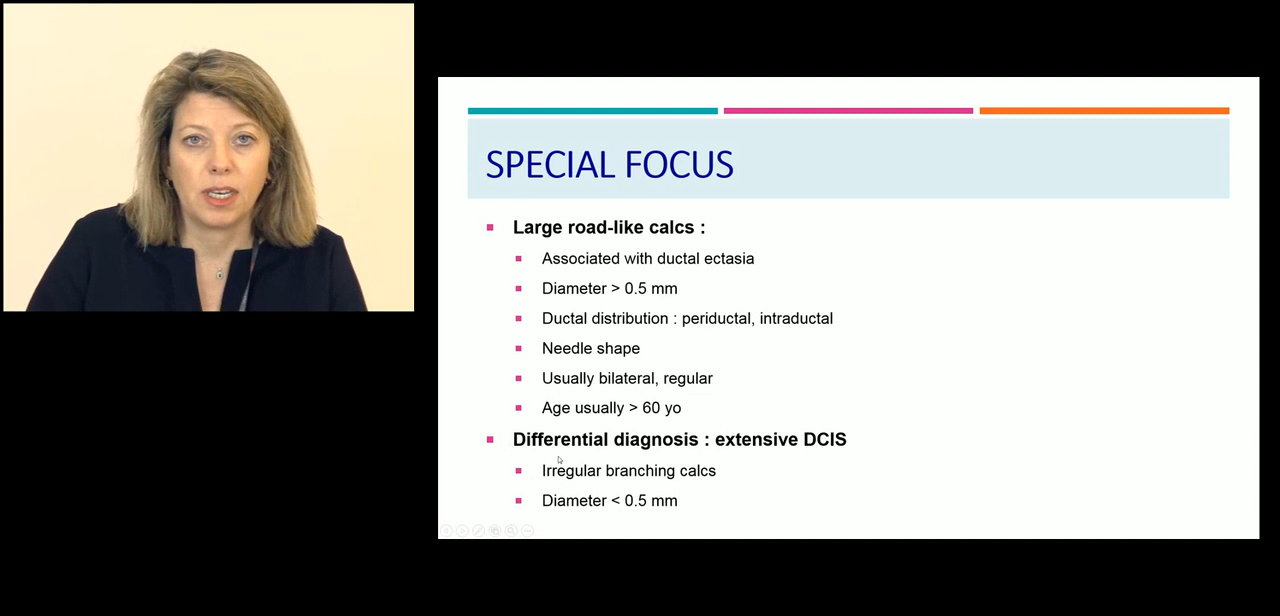 SPECIAL FOCUS
Large road-like calcs :
Associated with ductal ectasia
Diameter > 0.5 mm
Ductal distribution : periductal, intraductal
Needle shape
Usually bilateral, regular
Age usually > 60 yo
Differential diagnosis : extensive DCIS
Irregular branching calcs
Diameter < 0.5 mm